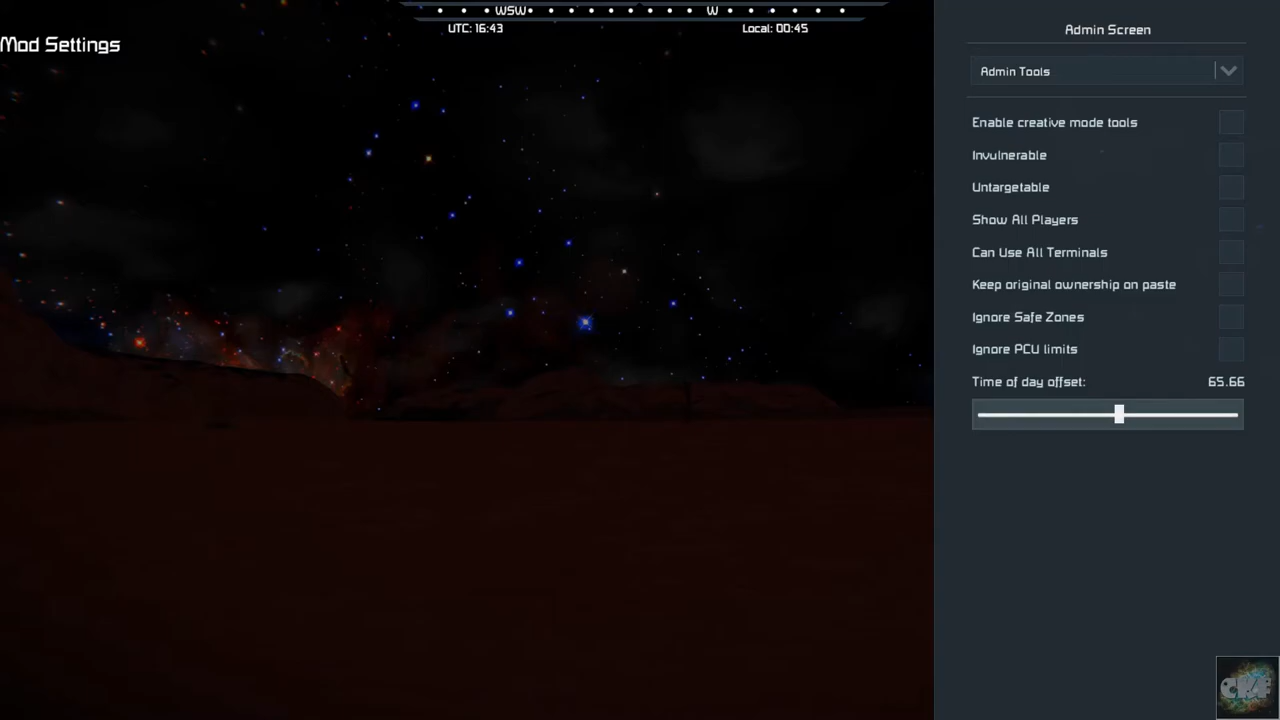 WSW
W
UTC: 16:43
Local: 00:45
Mod Settings
Admin Screen
Admin Tools
Enable creative mode tools
Invulnerable
Untargetable
Show All Players
Can Use All Terminals
Keep original ownership on paste
Ignore Safe Zones
Ignore PCU limits
Time of day offset: 65.66